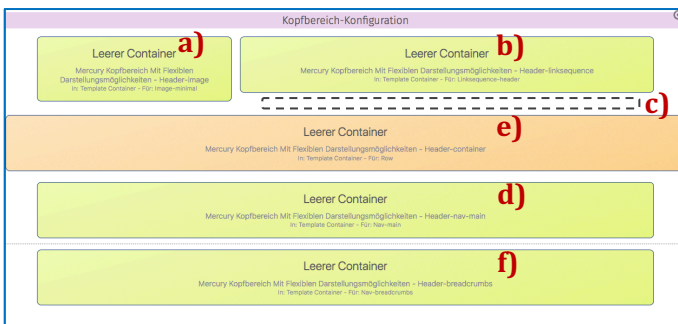 Kopfbereich-Konfiguration
Leerer Container a)
Mercury Kopfbereich Mit Flexiblen
Darstellungsmöglichkeiten - Header-image
In: Template Container - Für: Image-minimal
Leerer Container b)
Mercury Kopfbereich Mit Flexiblen Darstellungsmöglichkeiten - Header-linksequence
In: Template Container - Für: Linksequence-header
c)
Leerer Container e)
Mercury Kopfbereich Mit Flexiblen Darstellungsmöglichkeiten - Header-container
In: Template Container - Für: Row
Leerer Container d)
Mercury Kopfbereich Mit Flexiblen Darstellungsmöglichkeiten - Header-nav-main
In: Template Container - Für: Nav-main
Leerer Container f)
Mercury Kopfbereich Mit Flexiblen Darstellungsmöglichkeiten - Header-breadcrumbs
In: Template Container - Für: Nav-breadcrumbs